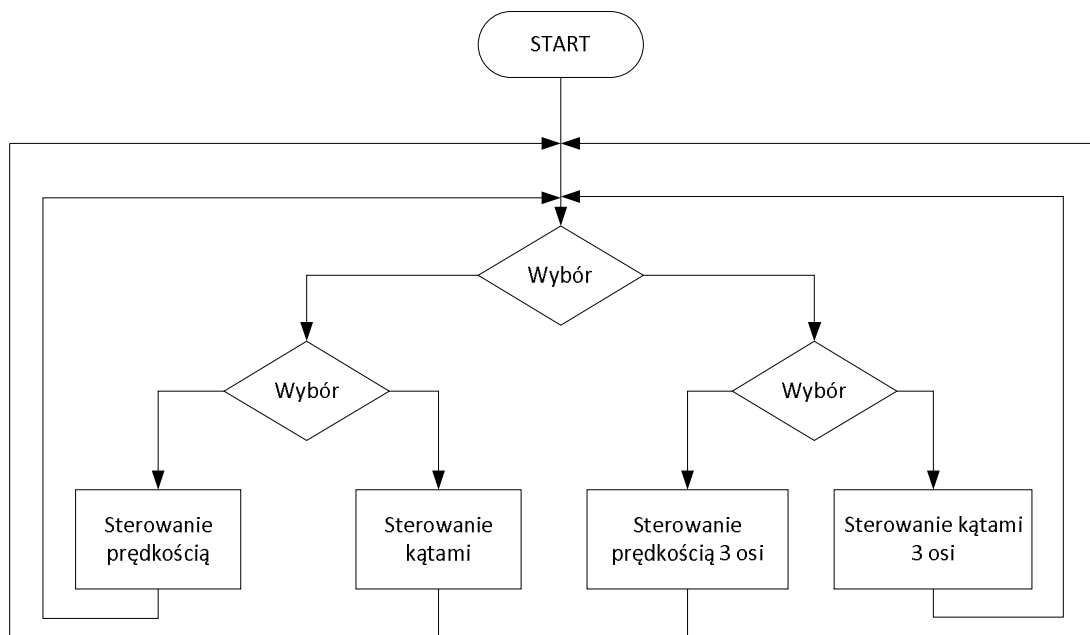 START
Wybór
Wybór
Wybór
Sterowanie
prędkością
Sterowanie
kątami
Sterowanie
prędkością 3 osi
Sterowanie kątami
3 osi